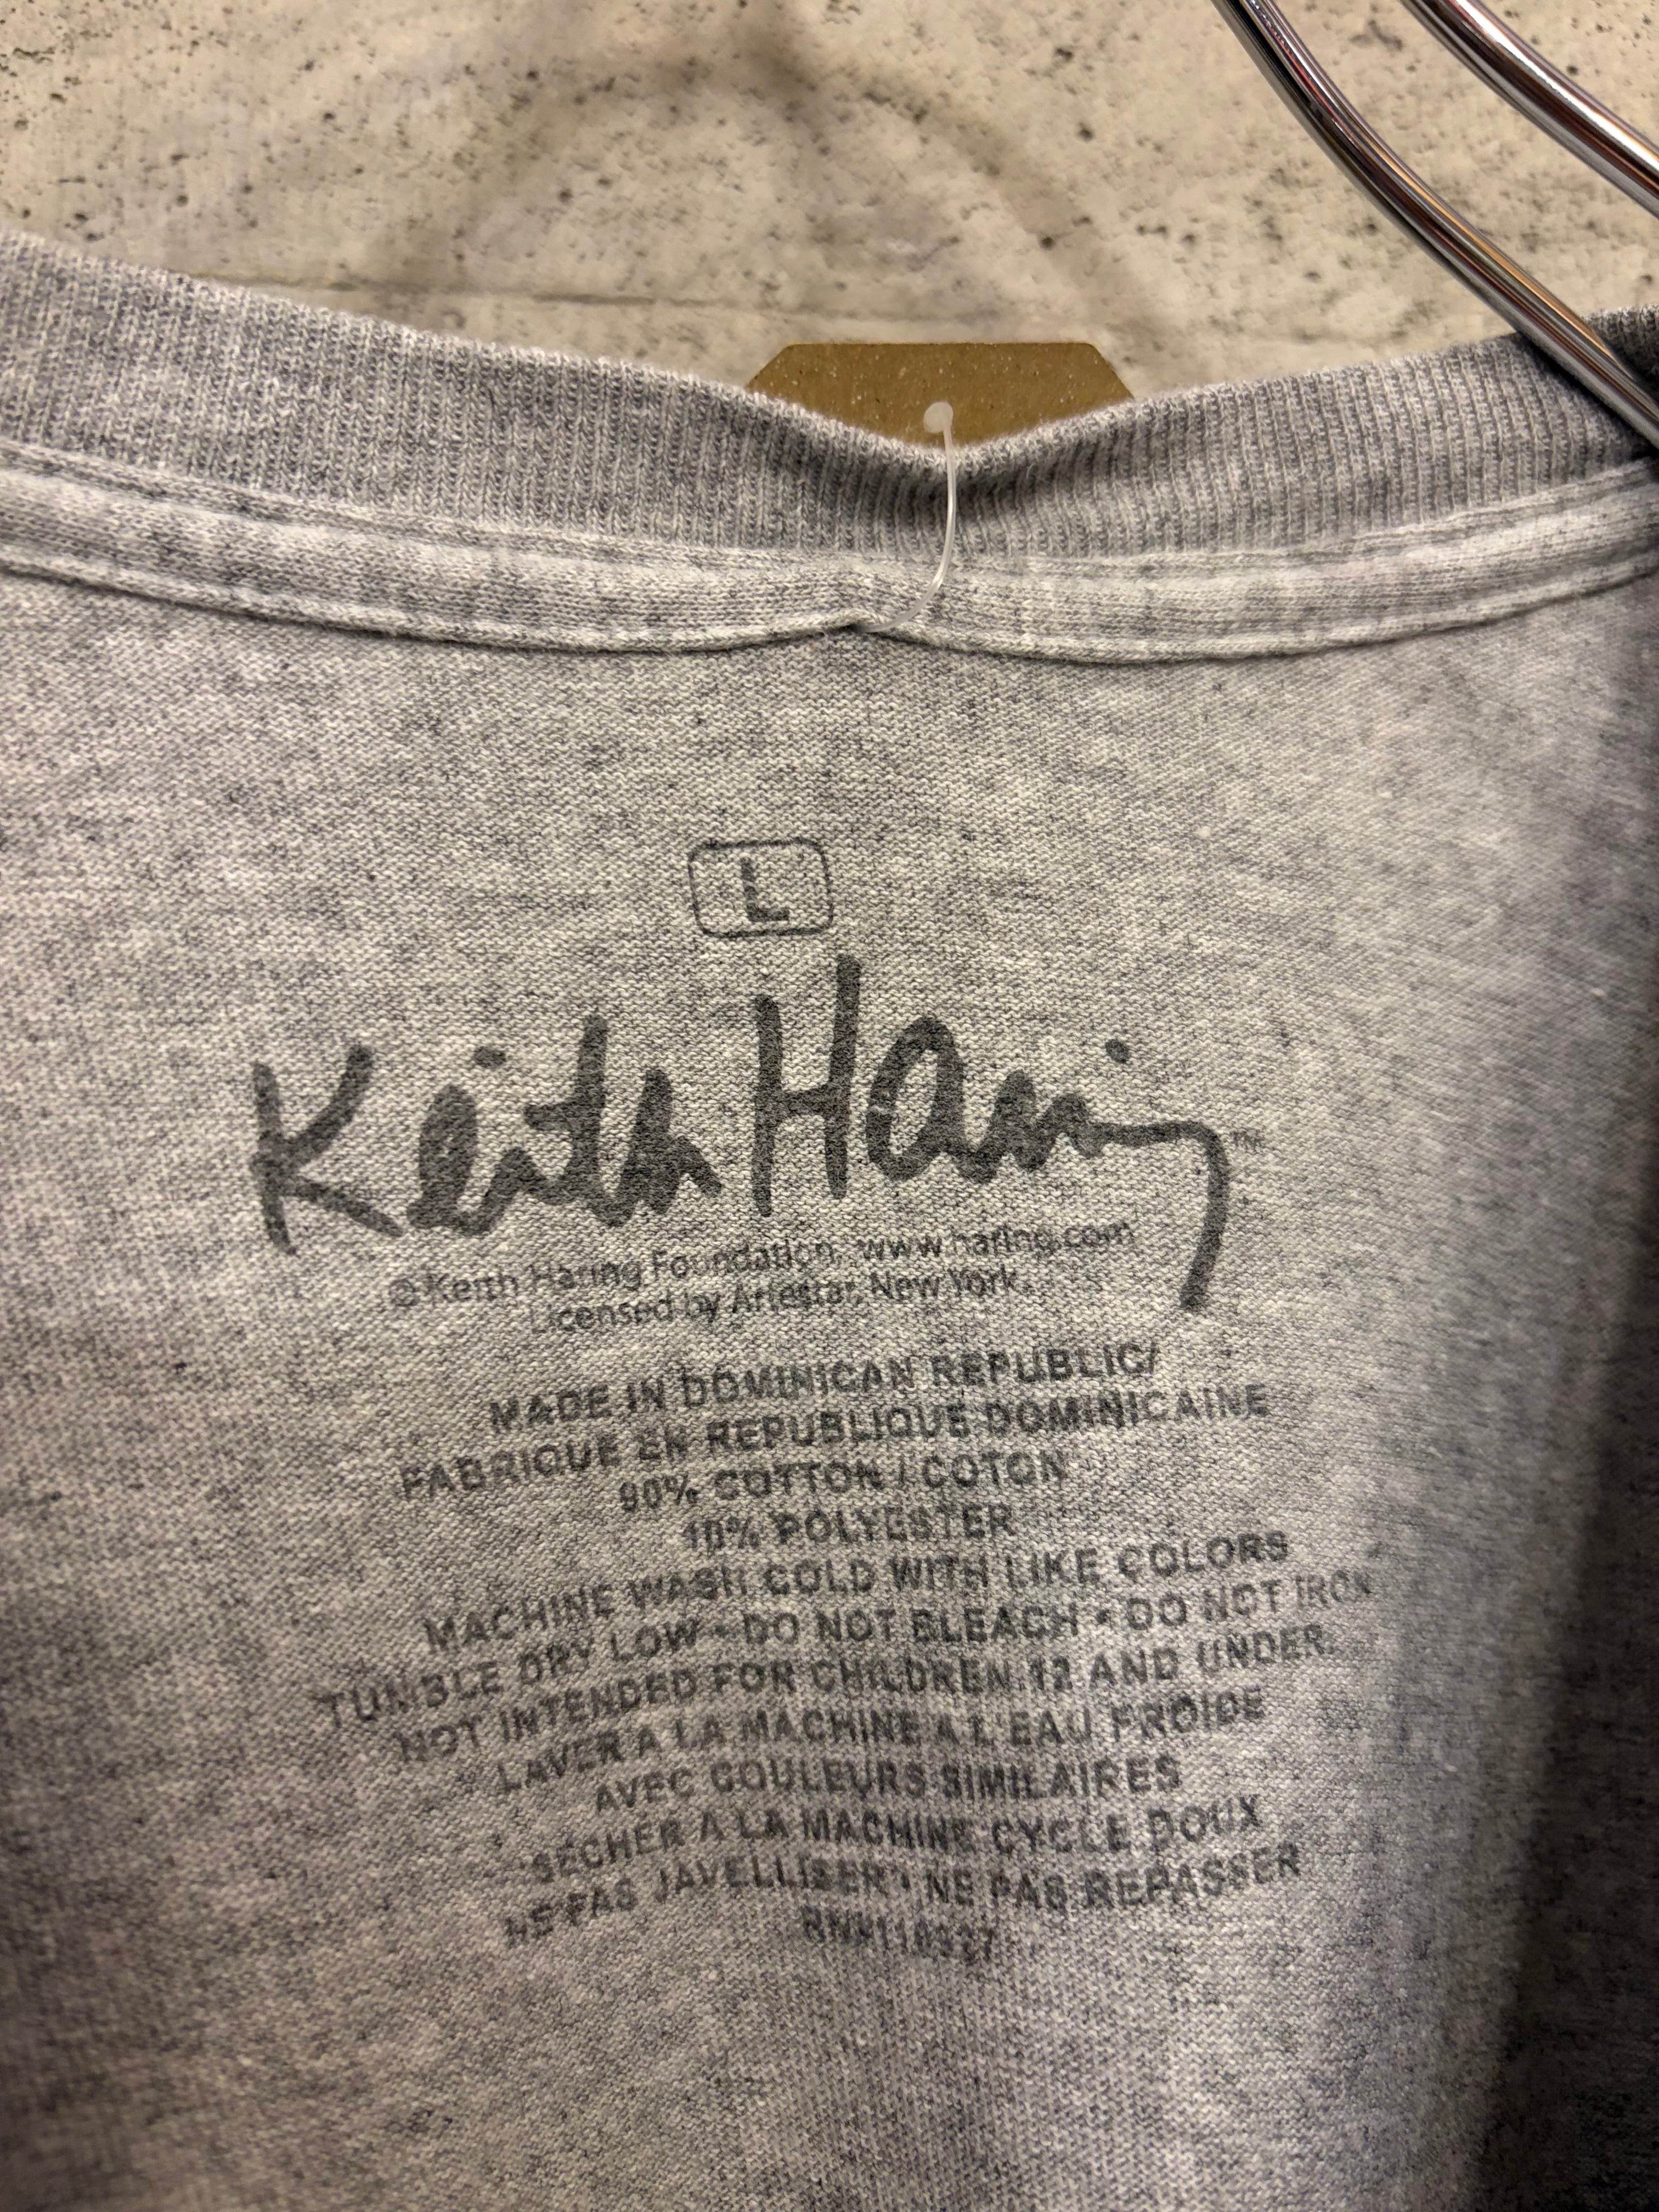 L
Keith Haring™
© Keith Haring Foundation, www.haring.com
Licensed by Artestar, New York.
MADE IN DOMINICAN REPUBLIC/
FABRIQUE EN REPUBLIQUE DOMINICAINE
90% COTTON / COTON
10% POLYESTER
MACHINE WASH COLD WITH LIKE COLORS
TUMBLE DRY LOW • DO NOT BLEACH • DO NOT IRON
NOT INTENDED FOR CHILDREN 12 AND UNDER.
LAVER A LA MACHINE A L'EAU FROIDE
AVEC COULEURS SIMILAIRES
SÉCHER A LA MACHINE CYCLE DOUX
NE PAS JAVELLISER • NE PAS REPASSER